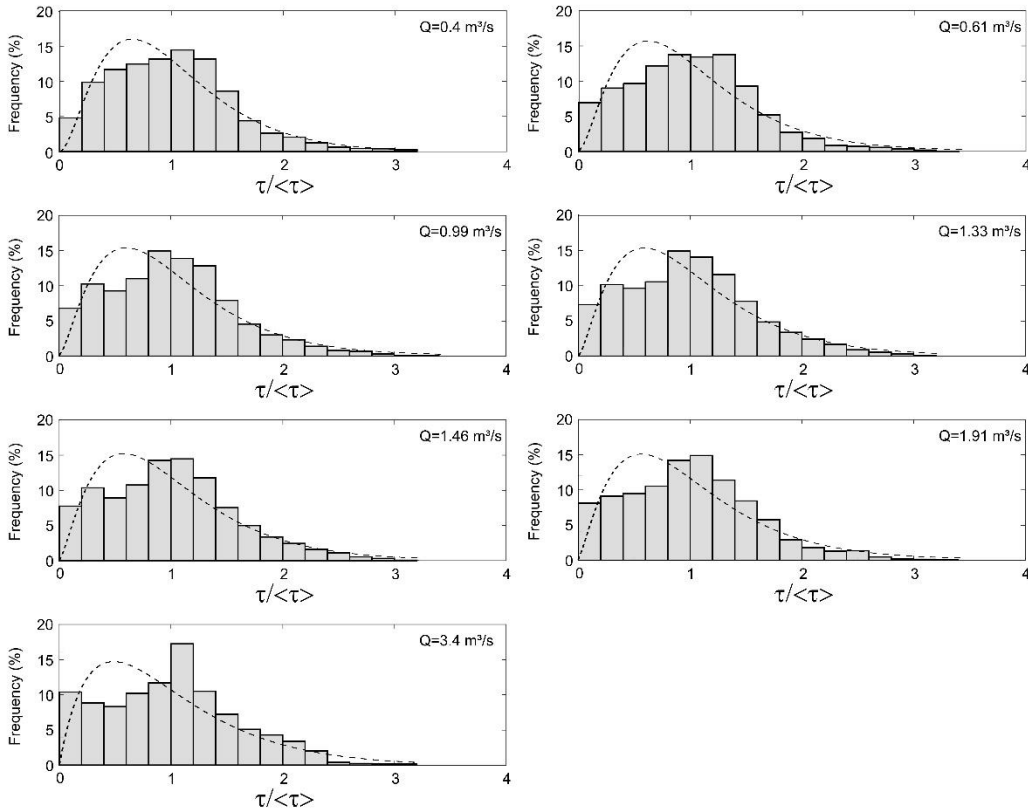 Q=0.4 m³/s
Frequency (%)
20
15
10
5
0
0 1 2 3 4
τ/<τ>
Q=0.61 m³/s
Frequency (%)
20
15
10
5
0
0 1 2 3 4
τ/<τ>
Q=0.99 m³/s
Frequency (%)
20
15
10
5
0
0 1 2 3 4
τ/<τ>
Q=1.33 m³/s
Frequency (%)
20
15
10
5
0
0 1 2 3 4
τ/<τ>
Q=1.46 m³/s
Frequency (%)
20
15
10
5
0
0 1 2 3 4
τ/<τ>
Q=1.91 m³/s
Frequency (%)
20
15
10
5
0
0 1 2 3 4
τ/<τ>
Q=3.4 m³/s
Frequency (%)
20
15
10
5
0
0 1 2 3 4
τ/<τ>